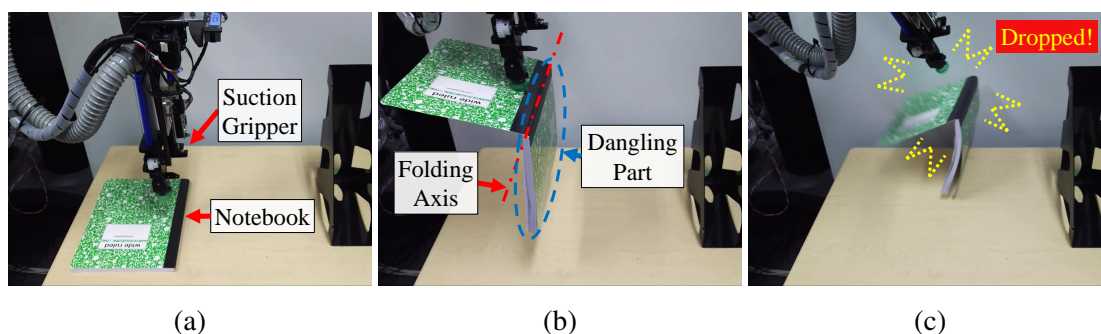 Suction
Gripper
Notebook
wide ruled
Folding
Axis
Dangling
Part
wide ruled
Dropped!
(a)
(b)
(c)